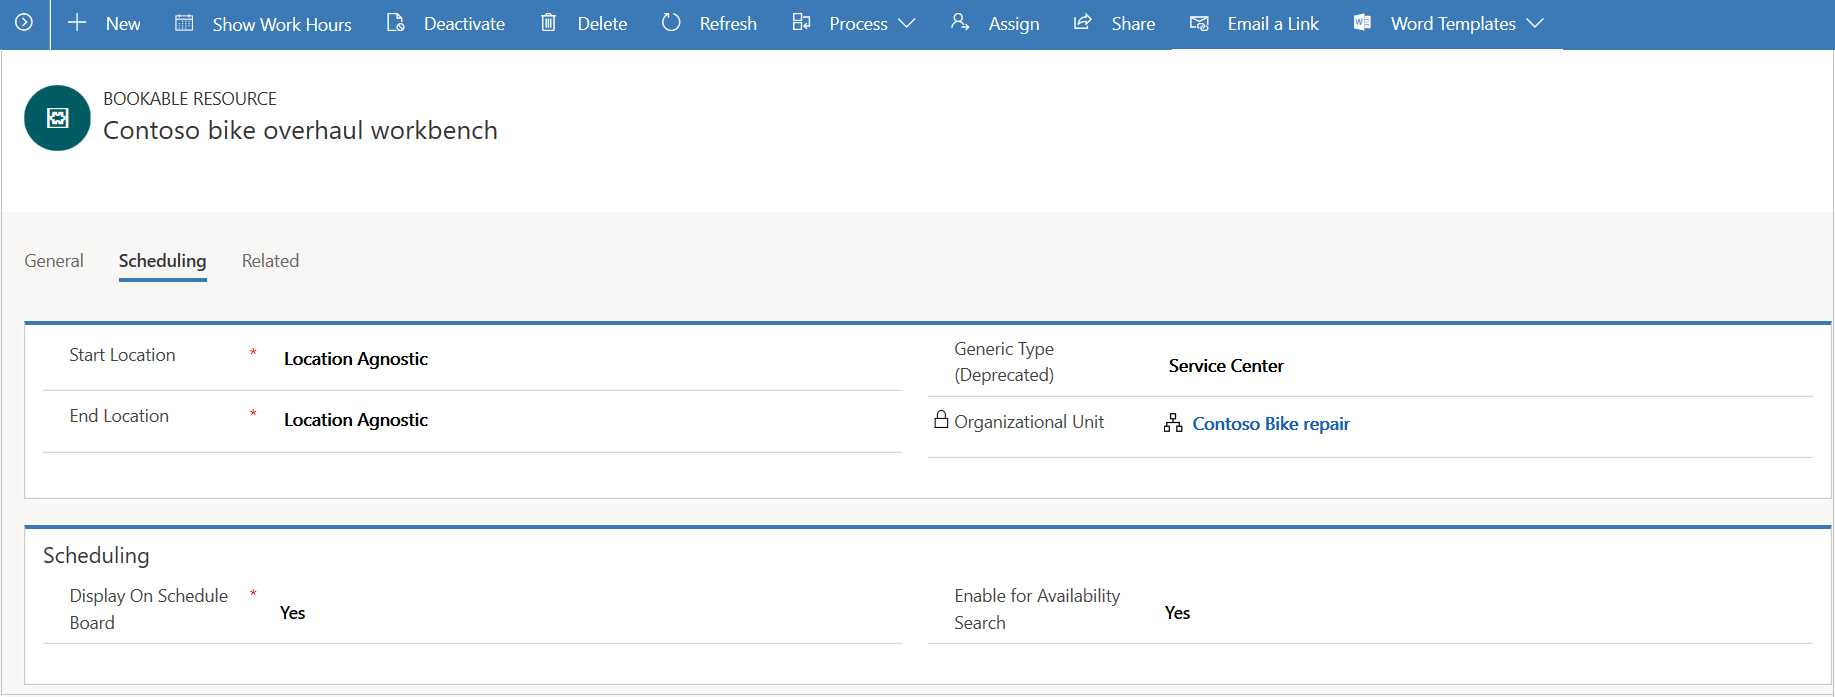 New Show Work Hours Deactivate Delete Refresh Process Assign Share Email a Link Word Templates
BOOKABLE RESOURCE
Contoso bike overhaul workbench
General Scheduling Related
Start Location * Location Agnostic
End Location * Location Agnostic
Generic Type
(Deprecated)
Service Center
Organizational Unit Contoso Bike repair
Scheduling
Display On Schedule *
Board
Yes
Enable for Availability
Search
Yes